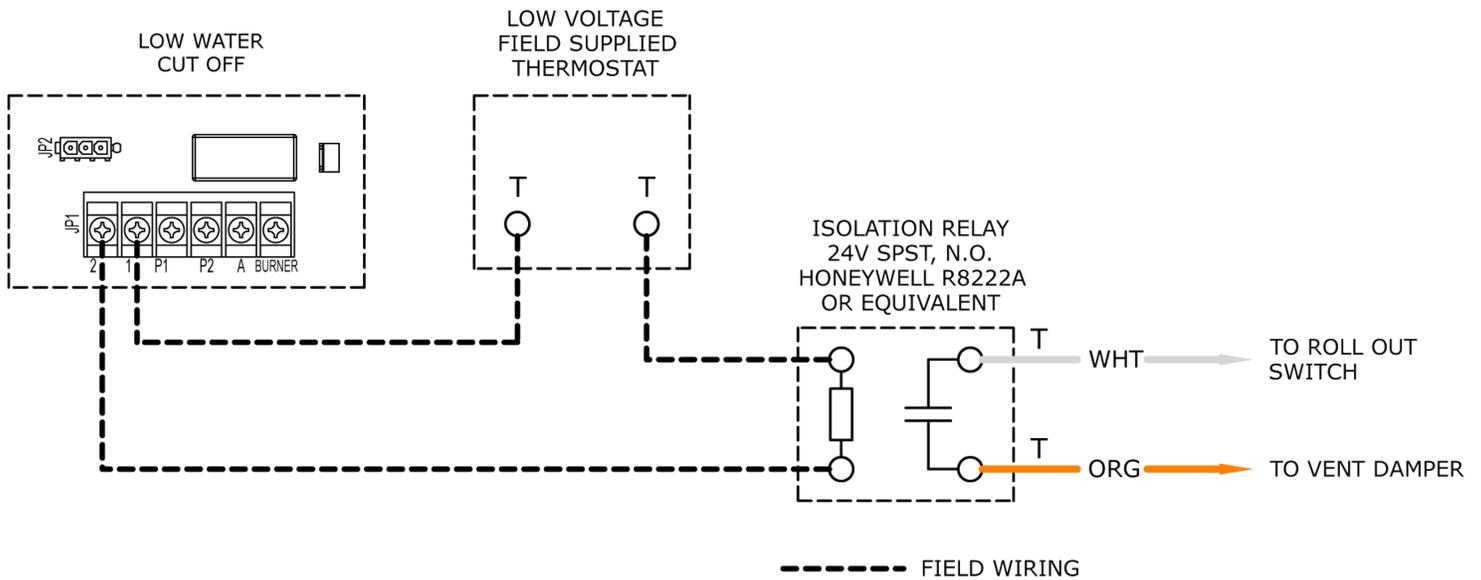 LOW WATER
CUT OFF
LOW VOLTAGE
FIELD SUPPLIED
THERMOSTAT
JP2
JP1
2
1
P1
P2
A
BURNER
T
T
ISOLATION RELAY
24V SPST, N.O.
HONEYWELL R8222A
OR EQUIVALENT
T
WHT
TO ROLL OUT
SWITCH
T
ORG
TO VENT DAMPER
FIELD WIRING